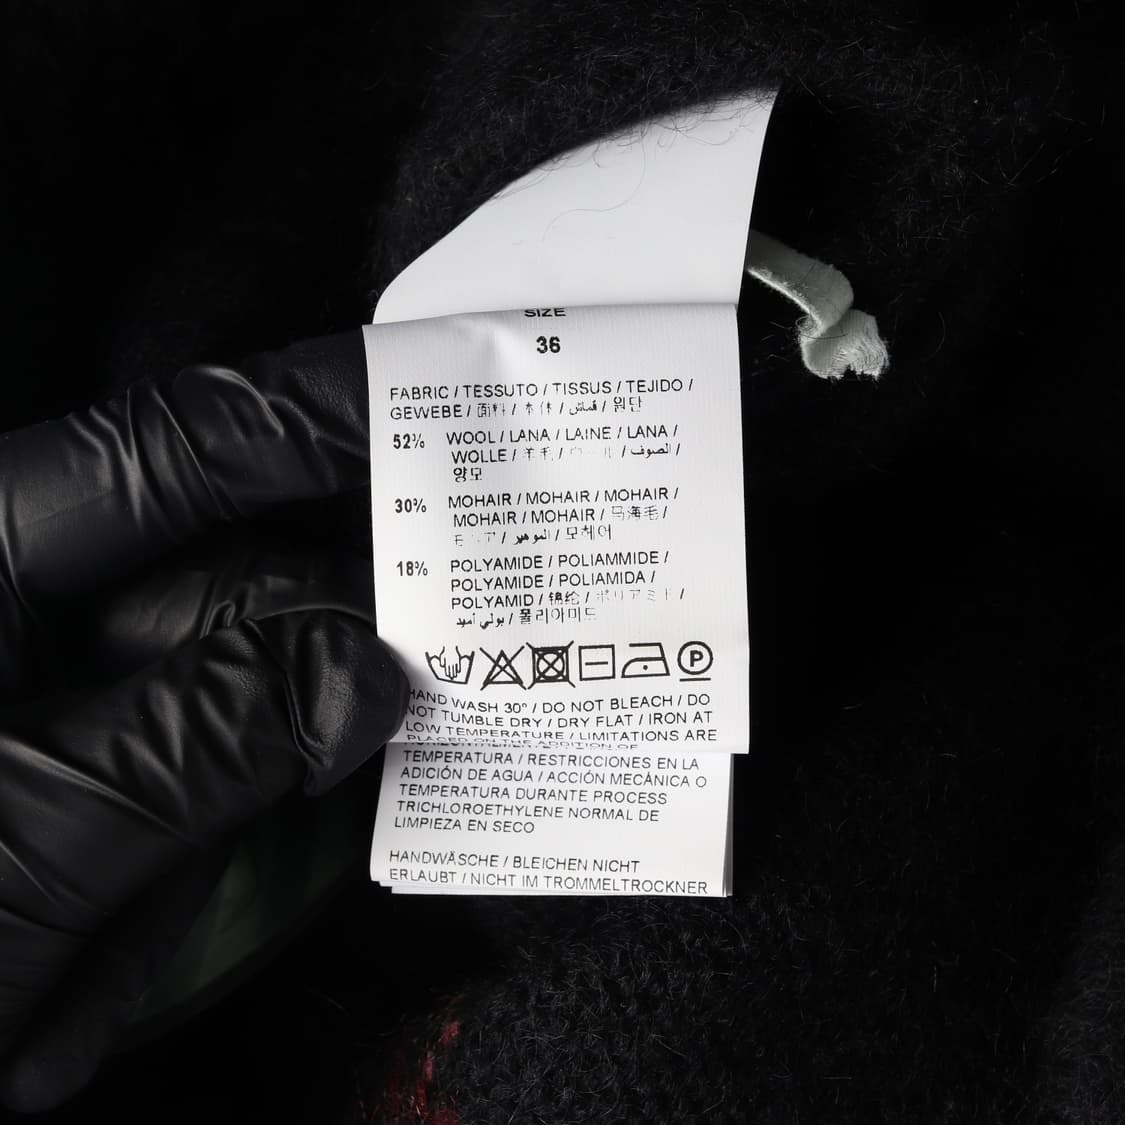 SIZE
36
FABRIC / TESSUTO / TISSUS / TEJIDO /
GEWEBE / 面料 / 本体 / قماش / 원단
52% WOOL / LANA / LAINE / LANA /
WOLLE / 羊毛 / ウール / الصوف /
양모
30% MOHAIR / MOHAIR / MOHAIR /
MOHAIR / MOHAIR / 马海毛 /
モヘア / الموهير / 모헤어
18% POLYAMIDE / POLIAMMIDE /
POLYAMIDE / POLIAMIDA /
POLYAMID / 锦纶 / ポリアミド /
بولي أميد / 폴리아미드
P
HAND WASH 30° / DO NOT BLEACH / DO
NOT TUMBLE DRY / DRY FLAT / IRON AT
LOW TEMPERATURE / LIMITATIONS ARE
PLACED ON THE ADDITION OF
TEMPERATURA / RESTRICCIONES EN LA
ADICIÓN DE AGUA / ACCIÓN MECÁNICA O
TEMPERATURA DURANTE PROCESS
TRICHLOROETHYLENE NORMAL DE
LIMPIEZA EN SECO
HANDWÄSCHE / BLEICHEN NICHT
ERLAUBT / NICHT IM TROMMELTROCKNER